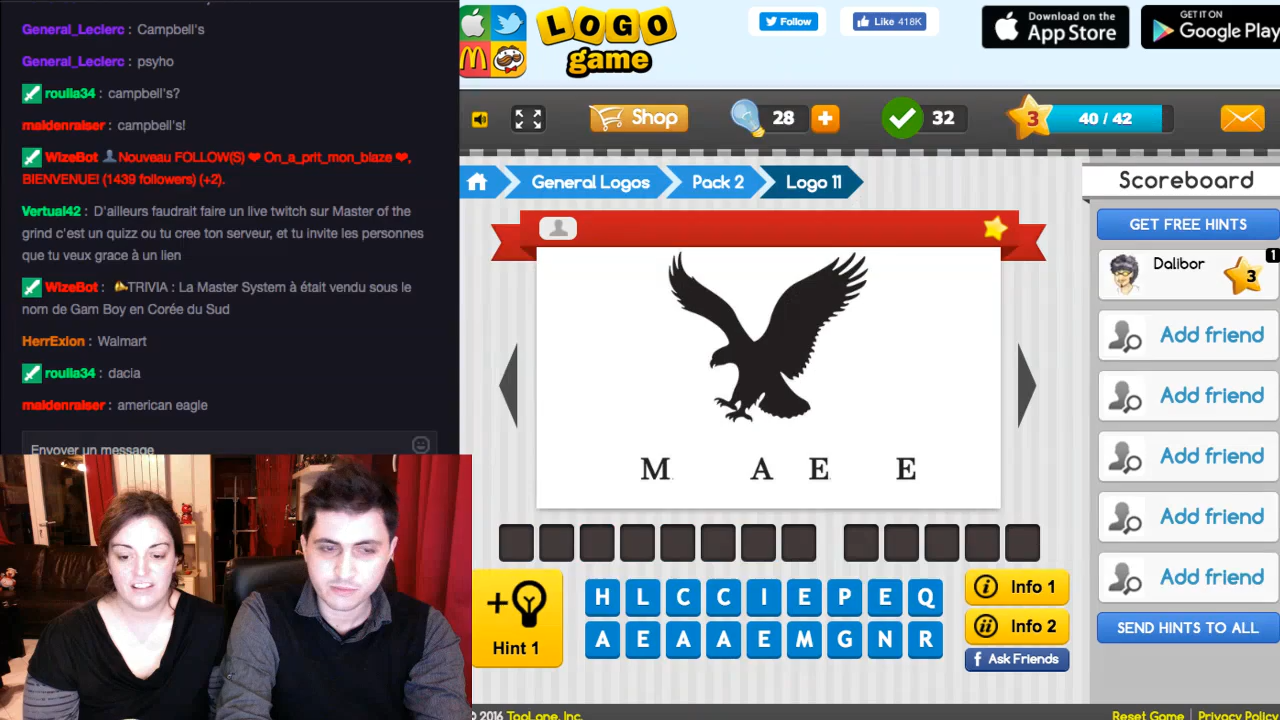 General_Leclerc : Campbell's
General_Leclerc : psyho
roulla34 : campbell's?
maidenraiser : campbell's!
WizeBot Nouveau FOLLOW(S) ❤ On_a_prit_mon_blaze ❤,
BIENVENUE! (1439 followers) (+2).
Vertual42 : D'ailleurs faudrait faire un live twitch sur Master of the
grind c'est un quizz ou tu cree ton serveur, et tu invite les personnes
que tu veux grace à un lien
WizeBot : TRIVIA : La Master System à était vendu sous le
nom de Gam Boy en Corée du Sud
HerrExion : Walmart
roulla34 : dacia
maidenraiser : american eagle
Envoyer un message
LOGO
game
Follow
Like 418K
Download on the
App Store
GET IT ON
Google Play
Shop
28
32
3
40 / 42
General Logos
Pack 2
Logo 11
M A E E
+
Hint 1
H L C C I E P E Q
A E A A E M G N R
Info 1
Info 2
Ask Friends
Scoreboard
GET FREE HINTS
Dalibor
3
1
Add friend
Add friend
Add friend
Add friend
Add friend
SEND HINTS TO ALL
© 2016 TapLane, Inc.
Reset Game | Privacy Policy